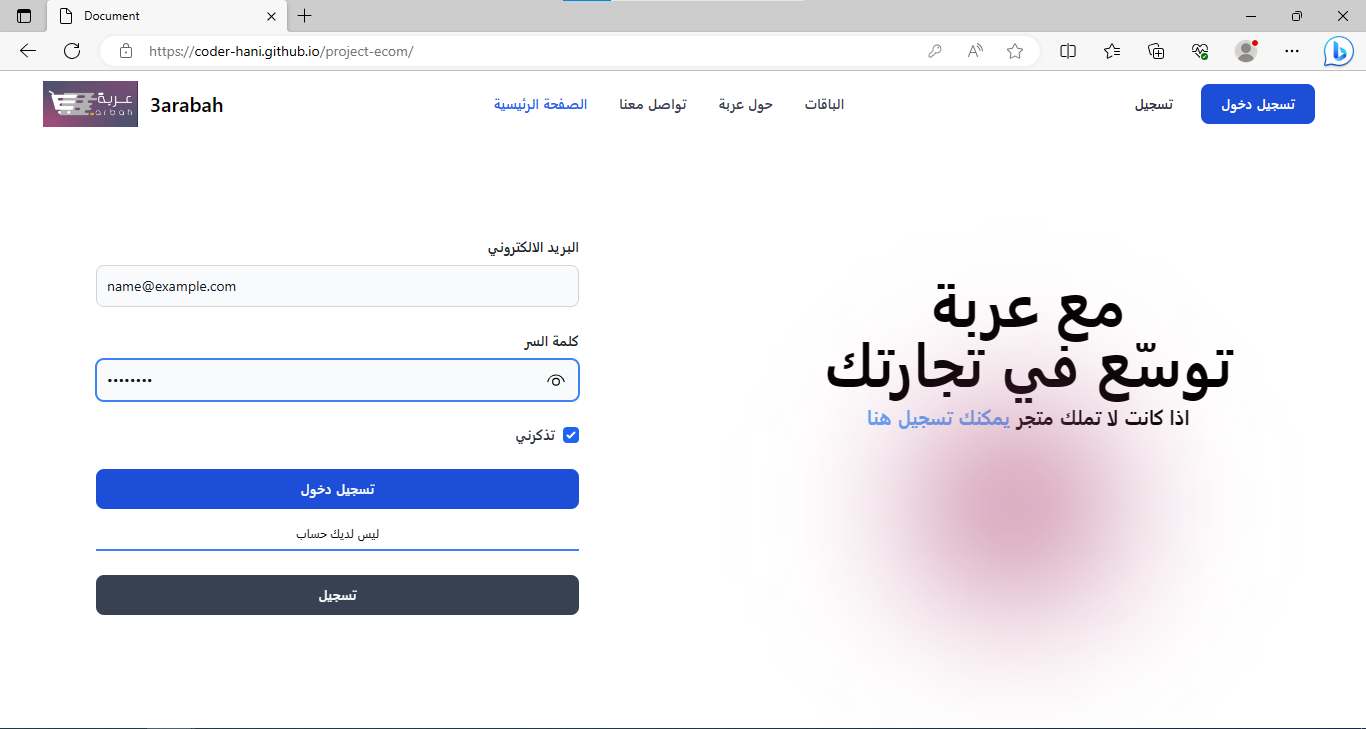 Document
https://coder-hani.github.io/project-ecom/
عربة
arbah
3arabah
الصفحة الرئيسية
تواصل معنا
حول عربة
الباقات
تسجيل
تسجيل دخول
البريد الالكتروني
name@example.com
كلمة السر
••••••••
تذكرني
تسجيل دخول
ليس لديك حساب
تسجيل
مع عربة
توسّع في تجارتك
اذا كانت لا تملك متجر يمكنك تسجيل هنا